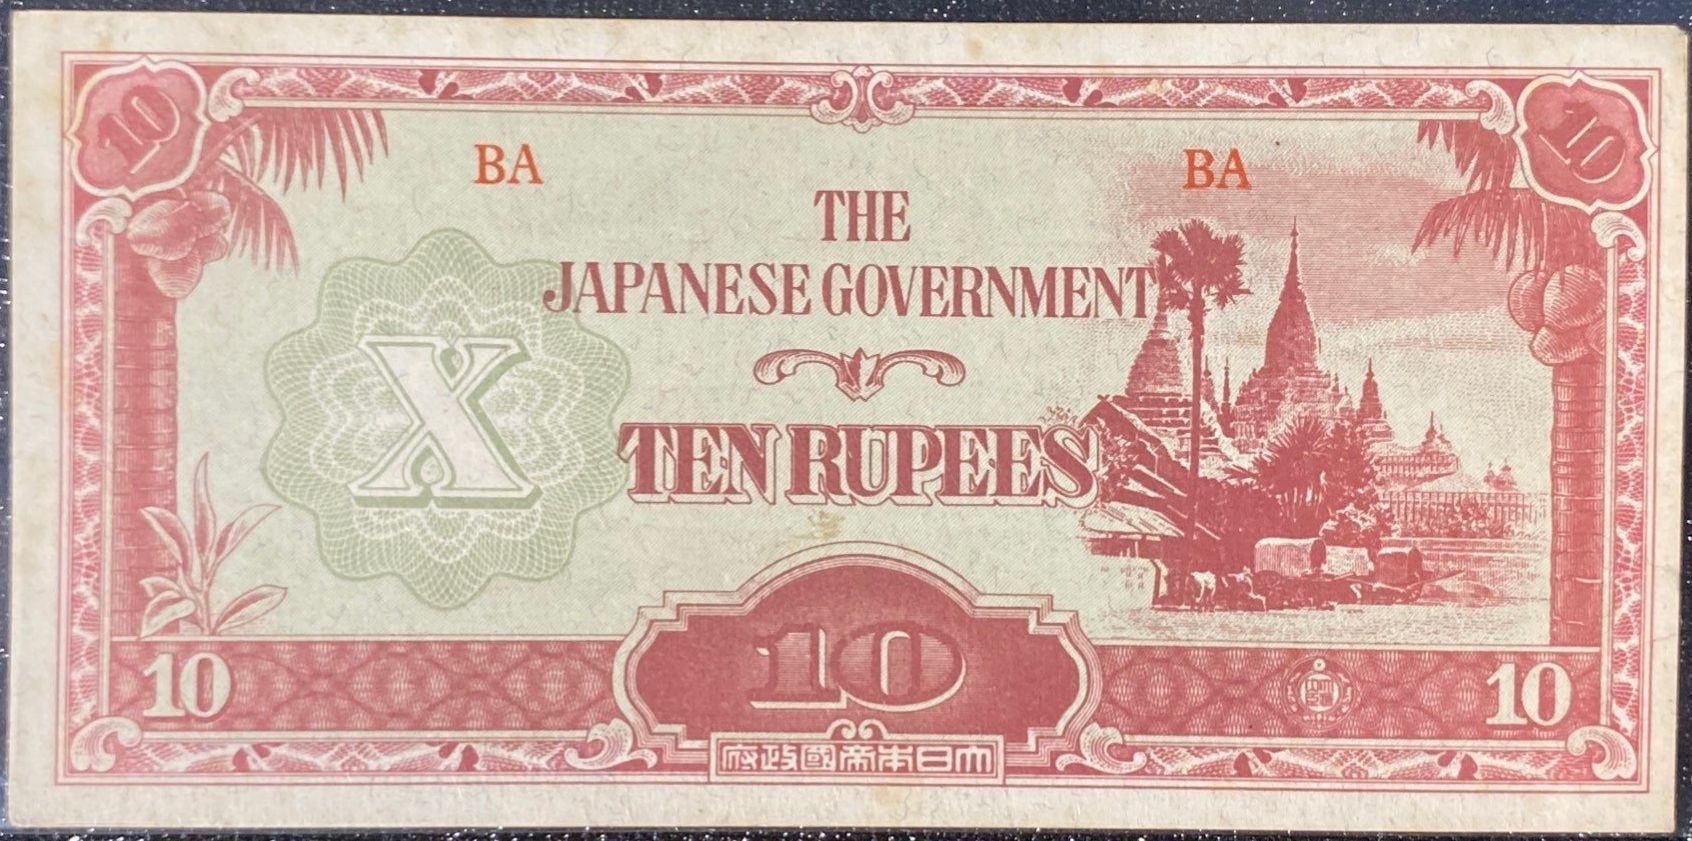 10 10
BA BA
THE
JAPANESE GOVERNMENT
X
TEN RUPEES
10 10 10
府政國帝本日大